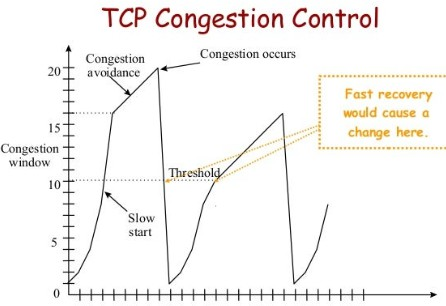 TCP Congestion Control
Congestion
avoidance
Congestion occurs
20
15
Congestion
window
10
5
0
Threshold
Slow
start
Fast recovery
would cause a
change here.